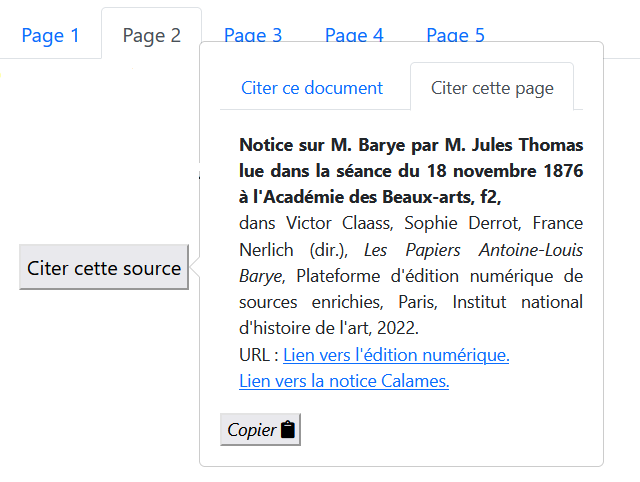 Page 1 Page 2 Page 3 Page 4 Page 5
Citer ce document Citer cette page
Notice sur M. Barye par M. Jules Thomas
lue dans la séance du 18 novembre 1876
à l'Académie des Beaux-arts, f2,
dans Victor Claass, Sophie Derrot, France
Nerlich (dir.), Les Papiers Antoine-Louis
Barye, Plateforme d'édition numérique de
sources enrichies, Paris, Institut national
d'histoire de l'art, 2022.
URL : Lien vers l'édition numérique.
Lien vers la notice Calames.
Citer cette source
Copier